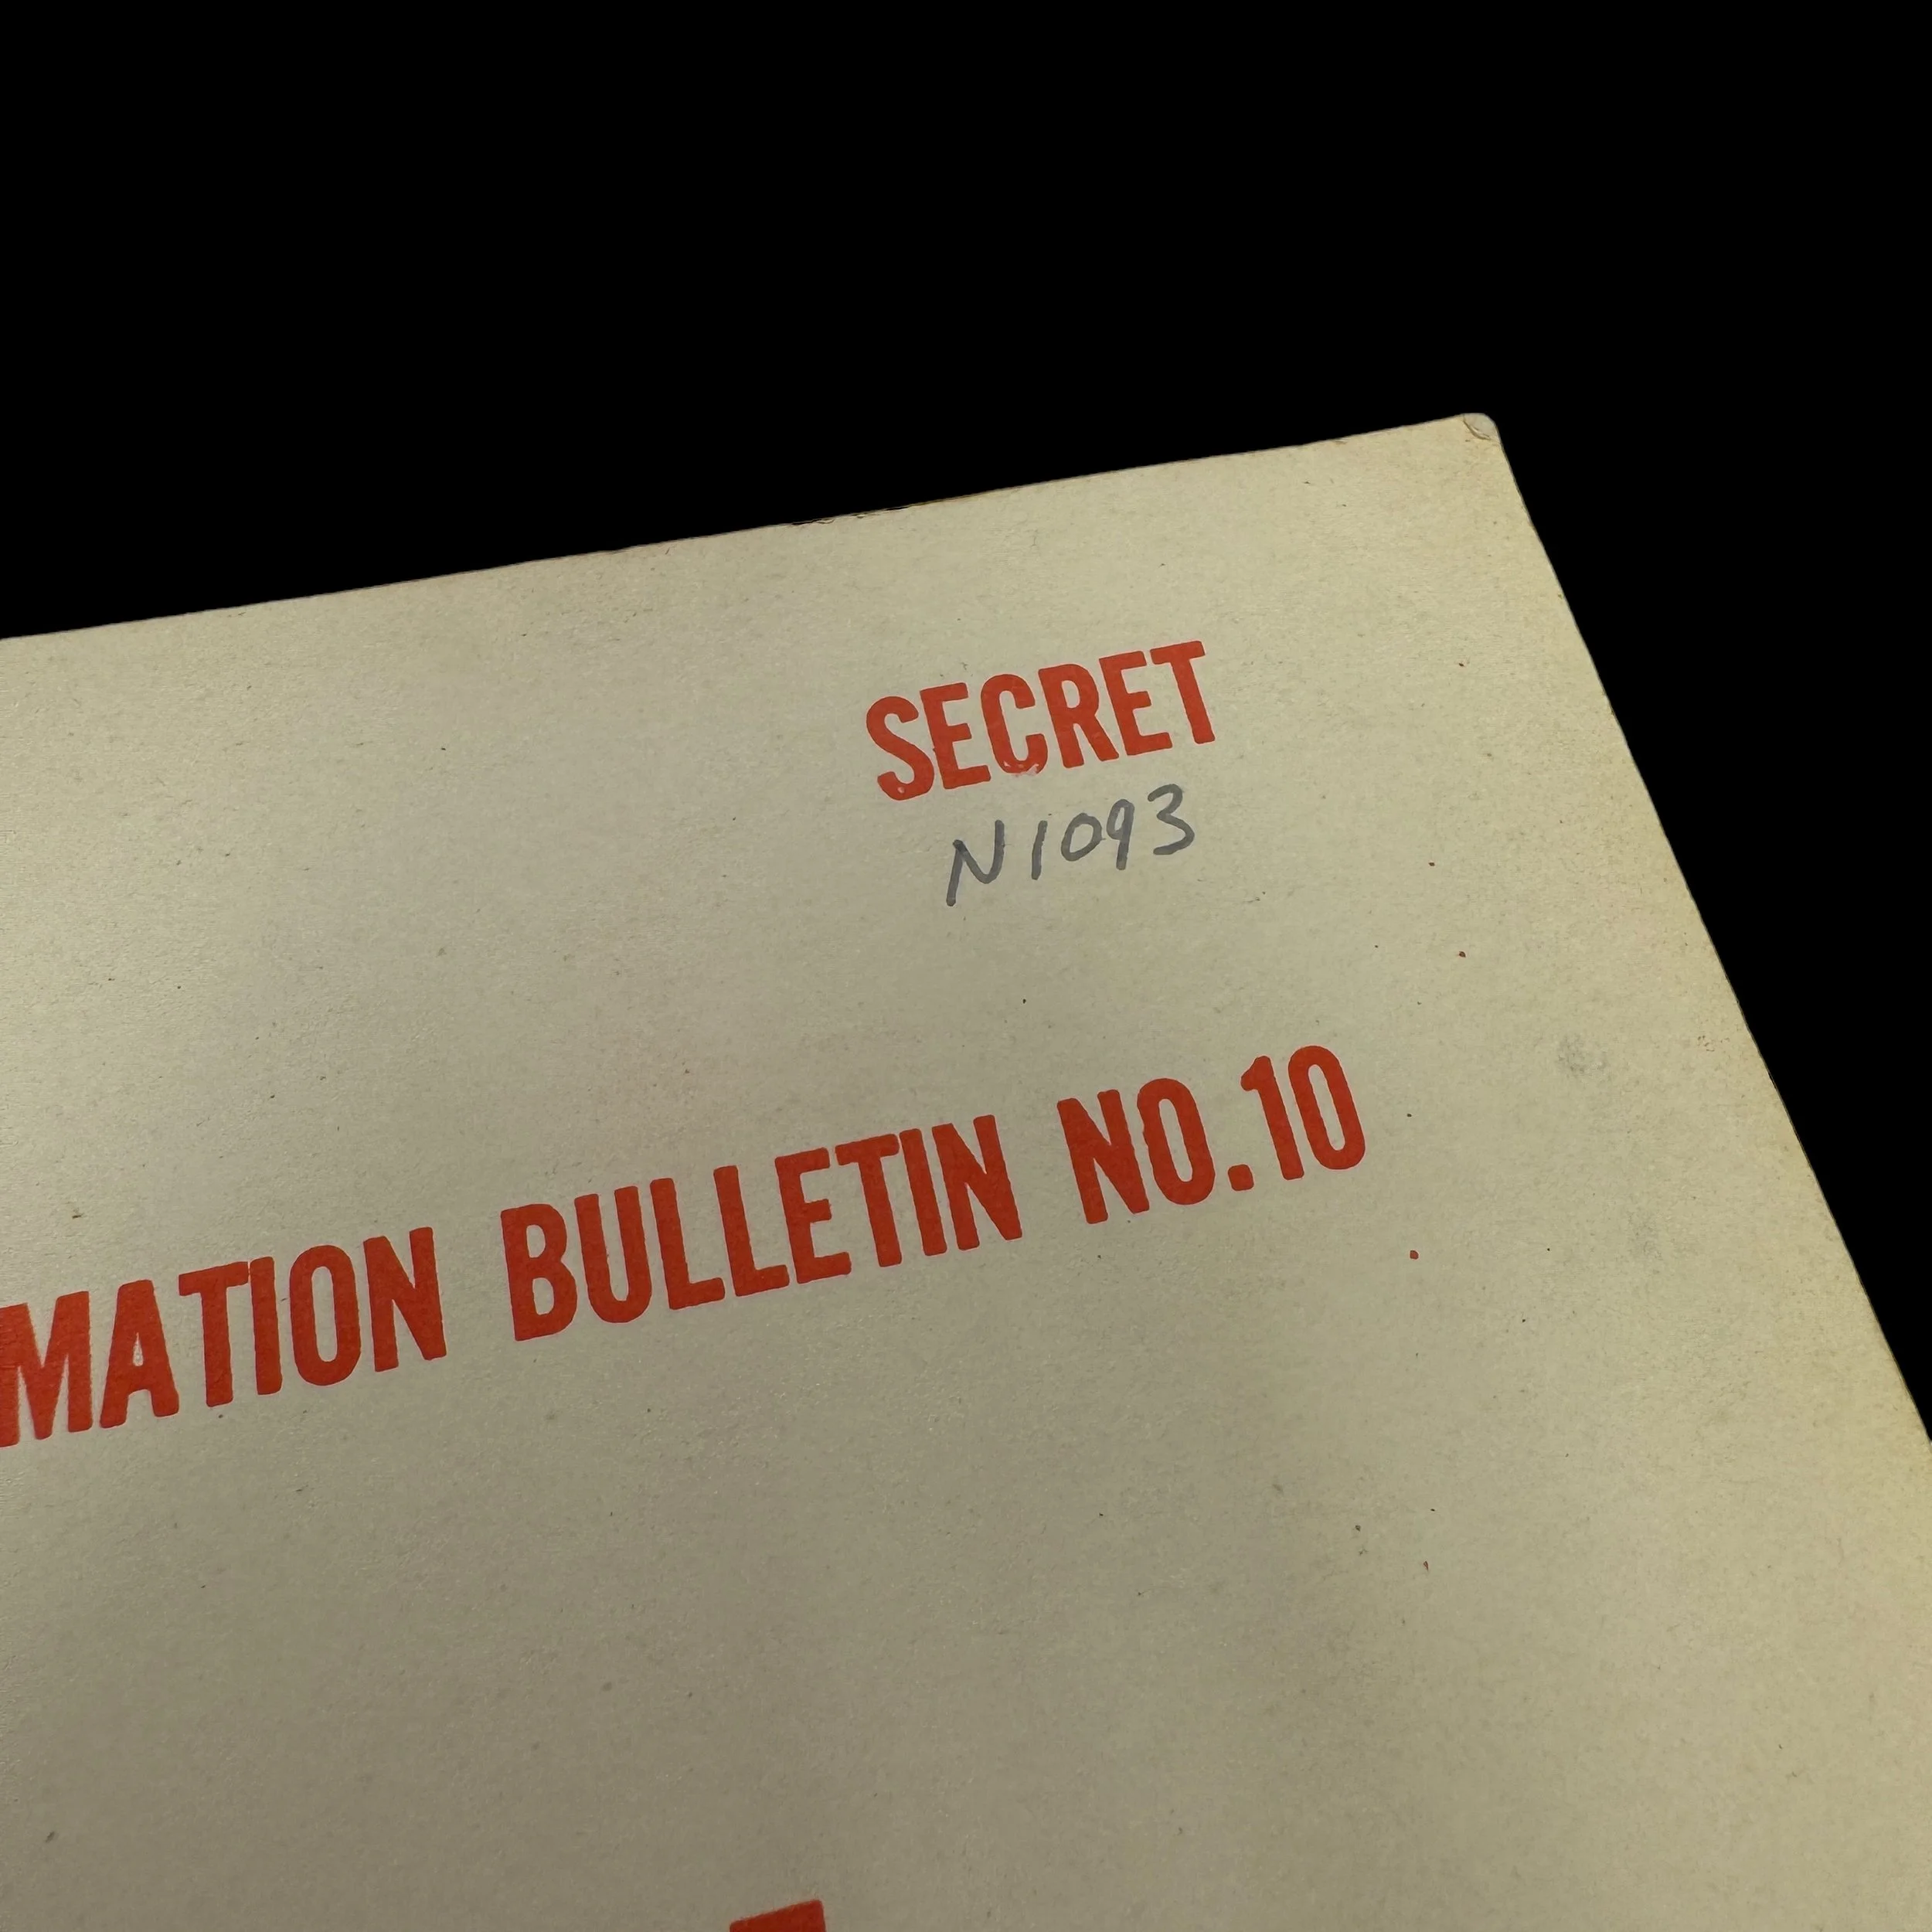 SECRET
N1093
MATION BULLETIN NO.10